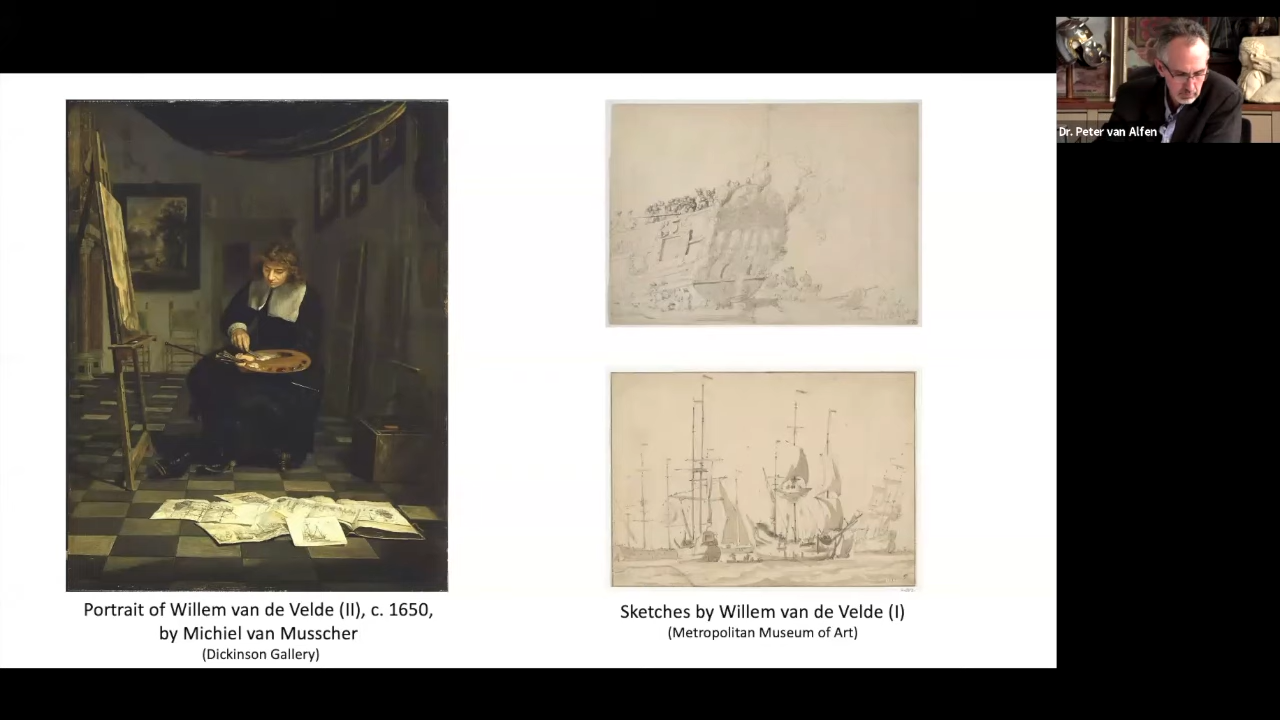 Dr. Peter van Alfen
Portrait of Willem van de Velde (II), c. 1650,
by Michiel van Musscher
(Dickinson Gallery)
Sketches by Willem van de Velde (I)
(Metropolitan Museum of Art)